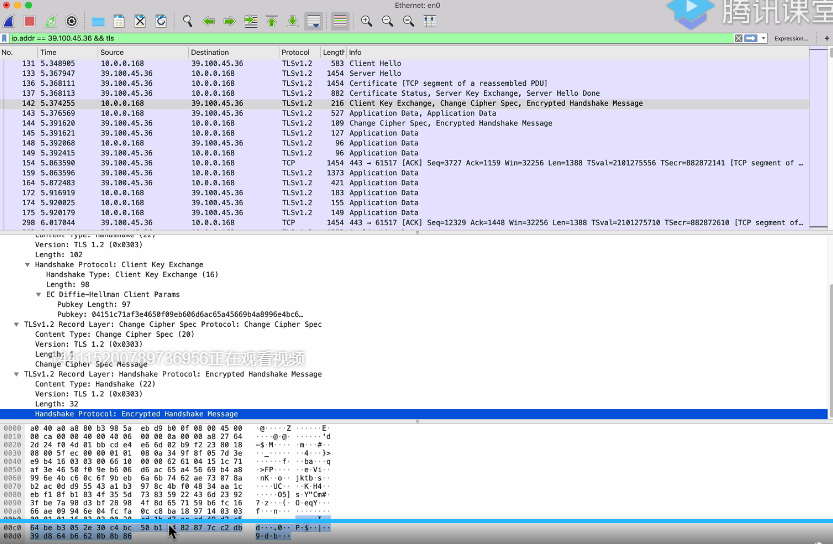 Ethernet: en0
腾讯课堂
ip.addr == 39.100.45.36 && tls
Expression...
+
No. Time Source Destination Protocol Length Info
131 5.348905 10.0.0.168 39.100.45.36 TLSv1.2 583 Client Hello
133 5.367947 39.100.45.36 10.0.0.168 TLSv1.2 1454 Server Hello
136 5.368111 39.100.45.36 10.0.0.168 TLSv1.2 1454 Certificate [TCP segment of a reassembled PDU]
137 5.368113 39.100.45.36 10.0.0.168 TLSv1.2 882 Certificate Status, Server Key Exchange, Server Hello Done
142 5.374255 10.0.0.168 39.100.45.36 TLSv1.2 216 Client Key Exchange, Change Cipher Spec, Encrypted Handshake Message
143 5.376569 10.0.0.168 39.100.45.36 TLSv1.2 527 Application Data, Application Data
144 5.391620 39.100.45.36 10.0.0.168 TLSv1.2 109 Change Cipher Spec, Encrypted Handshake Message
145 5.391621 39.100.45.36 10.0.0.168 TLSv1.2 127 Application Data
148 5.392068 10.0.0.168 39.100.45.36 TLSv1.2 96 Application Data
149 5.392415 39.100.45.36 10.0.0.168 TLSv1.2 96 Application Data
154 5.863590 39.100.45.36 10.0.0.168 TCP 1454 443 → 61517 [ACK] Seq=3727 Ack=1159 Win=32256 Len=1388 TSval=2101275556 TSecr=882872141 [TCP segment of …
159 5.863596 39.100.45.36 10.0.0.168 TLSv1.2 1373 Application Data
164 5.872483 10.0.0.168 39.100.45.36 TLSv1.2 421 Application Data
172 5.916919 10.0.0.168 39.100.45.36 TLSv1.2 183 Application Data
174 5.920025 10.0.0.168 39.100.45.36 TLSv1.2 155 Application Data
175 5.920179 10.0.0.168 39.100.45.36 TLSv1.2 149 Application Data
298 6.017044 39.100.45.36 10.0.0.168 TCP 1454 443 → 61517 [ACK] Seq=12329 Ack=1448 Win=32256 Len=1388 TSval=2101275710 TSecr=882872610 [TCP segment of…
Content Type: Handshake (22)
Version: TLS 1.2 (0x0303)
Length: 102
Handshake Protocol: Client Key Exchange
Handshake Type: Client Key Exchange (16)
Length: 98
EC Diffie-Hellman Client Params
Pubkey Length: 97
Pubkey: 04151c71af3e4650f09eb606d6ac65a45669b4a8996e4bc6…
TLSv1.2 Record Layer: Change Cipher Spec Protocol: Change Cipher Spec
Content Type: Change Cipher Spec (20)
Version: TLS 1.2 (0x0303)
Length: 1
正在观看视频
Change Cipher Spec Message
TLSv1.2 Record Layer: Handshake Protocol: Encrypted Handshake Message
Content Type: Handshake (22)
Version: TLS 1.2 (0x0303)
Length: 32
Handshake Protocol: Encrypted Handshake Message
0000 a0 40 a0 a8 80 b3 98 5a eb d9 b0 0f 08 00 45 00
0010 00 ca 00 00 40 00 40 06 00 00 0a 00 00 a8 27 64
0020 2d 24 f0 4d 01 bb cd e4 e6 6d 02 b9 f2 23 80 18
0030 08 00 5f ec 00 00 01 01 08 0a 34 9f 8f 05 7d 3e
0040 e9 b4 16 03 03 00 66 10 00 00 62 61 04 15 1c 71
0050 af 3e 46 50 f0 9e b6 06 d6 ac 65 a4 56 69 b4 a8
0060 99 6e 4b c6 0c 6f 9b eb 6a 6b 74 62 ae 73 07 8a
0070 b2 ac 0d d9 55 43 a1 b3 97 8c 4b f0 48 34 aa 1c
0080 eb f1 8f b1 83 4f 35 5d 73 83 59 22 43 6d 23 92
0090 3f be 7a 98 d3 bf 28 98 4f 8d 65 71 59 b6 fc 16
00a0 66 ae 09 94 6e 04 fc fa 0c c8 ba 18 97 14 03 03
00c0 64 be b3 05 2e 30 c4 bc 50 b1 82 87 7c c2 db
00d0 39 d8 64 b6 62 0b 8b 86